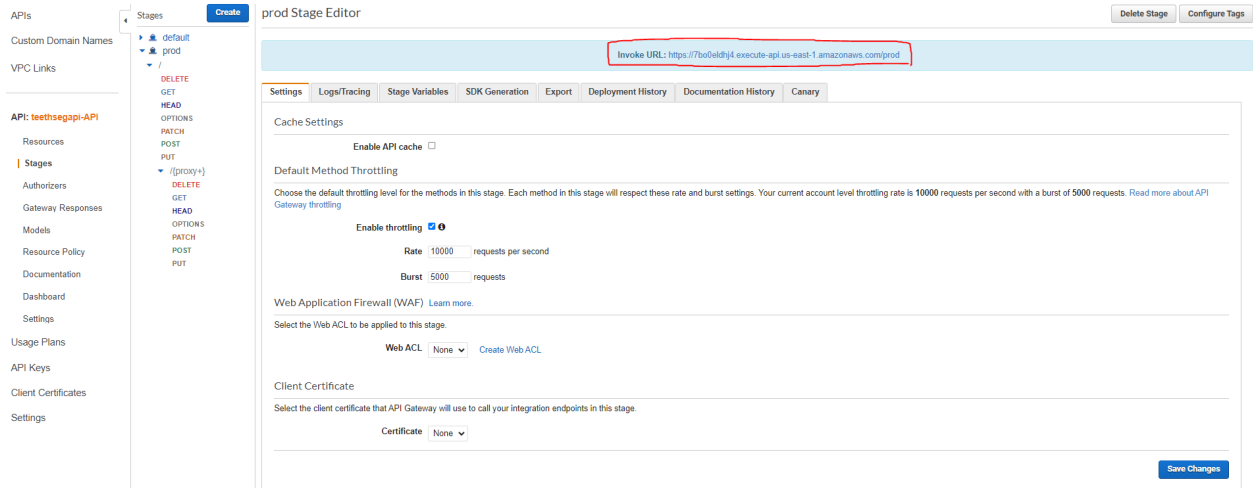 APIs
Custom Domain Names
VPC Links
API: teethsegapi-API
Resources
Stages
Authorizers
Gateway Responses
Models
Resource Policy
Documentation
Dashboard
Settings
Usage Plans
API Keys
Client Certificates
Settings
Stages
Create
default
prod
/
DELETE
GET
HEAD
OPTIONS
PATCH
POST
PUT
/{proxy+}
DELETE
GET
HEAD
OPTIONS
PATCH
POST
PUT
prod Stage Editor
Delete Stage
Configure Tags
Invoke URL: https://7bo0eldhj4.execute-api.us-east-1.amazonaws.com/prod
Settings Logs/Tracing Stage Variables SDK Generation Export Deployment History Documentation History Canary
Cache Settings
Enable API cache
Default Method Throttling
Choose the default throttling level for the methods in this stage. Each method in this stage will respect these rate and burst settings. Your current account level throttling rate is 10000 requests per second with a burst of 5000 requests. Read more about API
Gateway throttling
Enable throttling
Rate 10000 requests per second
Burst 5000 requests
Web Application Firewall (WAF) Learn more.
Select the Web ACL to be applied to this stage.
Web ACL None Create Web ACL
Client Certificate
Select the client certificate that API Gateway will use to call your integration endpoints in this stage.
Certificate None
Save Changes